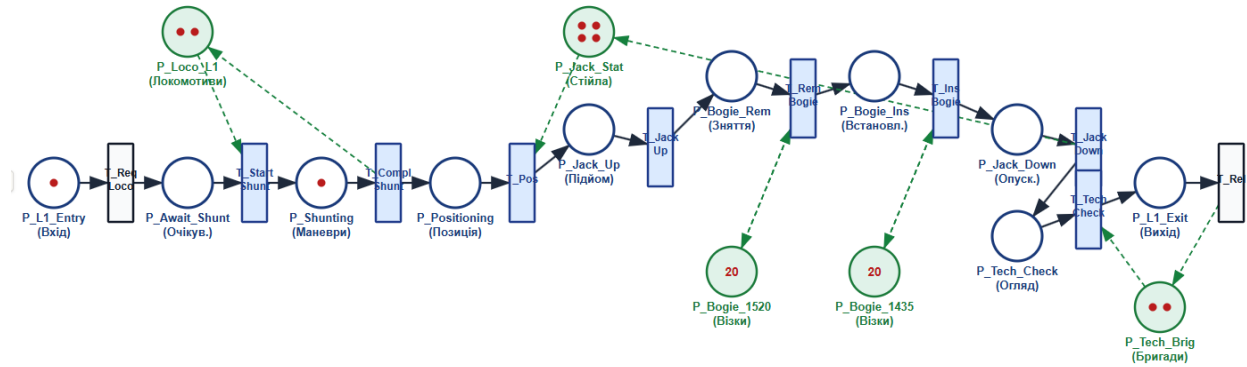 P_Loco_L1
(Локомотиви)
P_Jack_Stat
(Стійла)
P_Bogie_Rem
(Зняття)
T_Rem
Bogie
P_Bogie_Ins
(Встановл.)
T_Ins
Bogie
P_Jack_Up
(Підйом)
T_Jack
Up
P_Jack_Down
(Опуск.)
T_Jack
Down
P_L1_Entry
(Вхід)
T_Req
Loco
P_Await_Shunt
(Очікув.)
T_Start
Shunt
P_Shunting
(Маневри)
T_Compl
Shunt
P_Positioning
(Позиція)
T_Pos
T_Tech
Check
P_L1_Exit
(Вихід)
T_Rel
P_Tech_Check
(Огляд)
20
P_Bogie_1520
(Візки)
20
P_Bogie_1435
(Візки)
P_Tech_Brig
(Бригади)